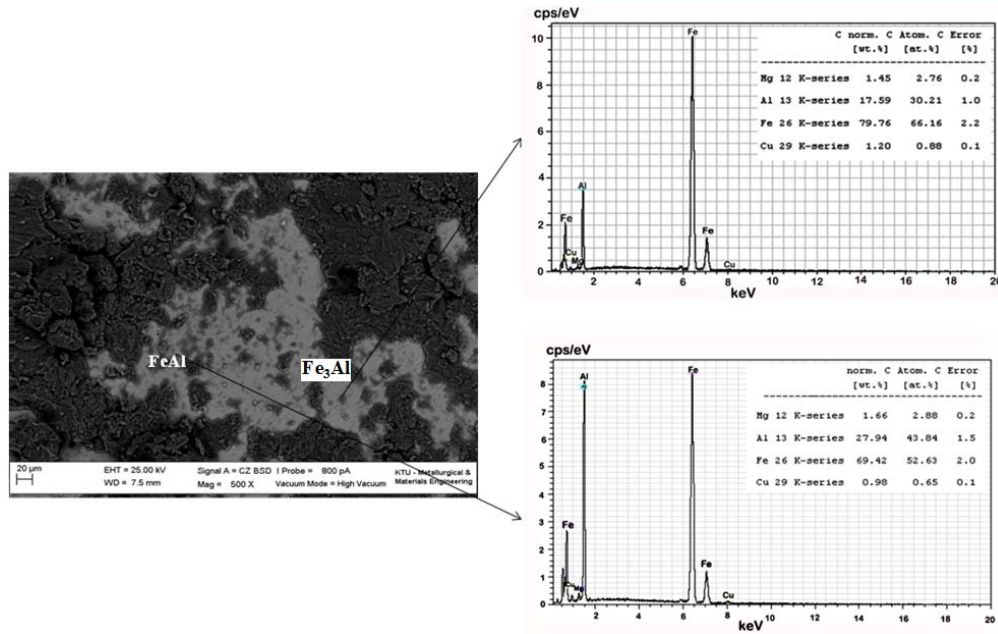 cps/eV
10
8
6
4
2
0
Fe
Al
Fe
Cu
Mg
Fe
Cu
2 4 6 8 10 12 14 16 18 20
keV
C norm. C Atom. C Error
[wt.%] [at.%] [%]
Mg 12 K-series 1.45 2.76 0.2
Al 13 K-series 17.59 30.21 1.0
Fe 26 K-series 79.76 66.16 2.2
Cu 29 K-series 1.20 0.88 0.1
FeAl
Fe₃Al
20 µm
EHT = 25.00 kV Signal A = CZ BSD I Probe = 800 pA KTU - Metallurgical &
WD = 7.5 mm Mag = 500 X Vacuum Mode = High Vacuum Materials Engineering
cps/eV
8
7
6
5
4
3
2
1
0
Al
Fe
Fe
Cu
Mg
Fe
Cu
2 4 6 8 10 12 14 16 18 20
keV
norm. C Atom. C Error
[wt.%] [at.%] [%]
Mg 12 K-series 1.66 2.88 0.2
Al 13 K-series 27.94 43.84 1.5
Fe 26 K-series 69.42 52.63 2.0
Cu 29 K-series 0.98 0.65 0.1